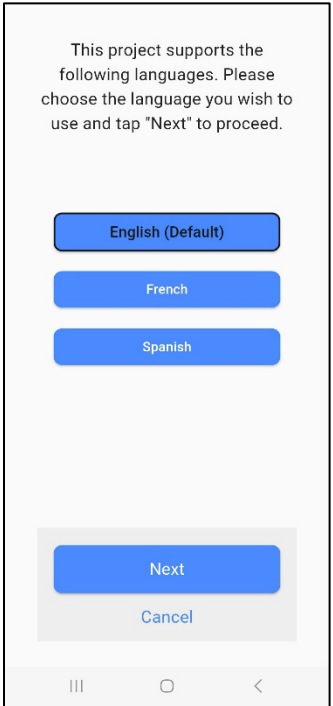 This project supports the
following languages. Please
choose the language you wish to
use and tap "Next" to proceed.
English (Default)
French
Spanish
Next
Cancel